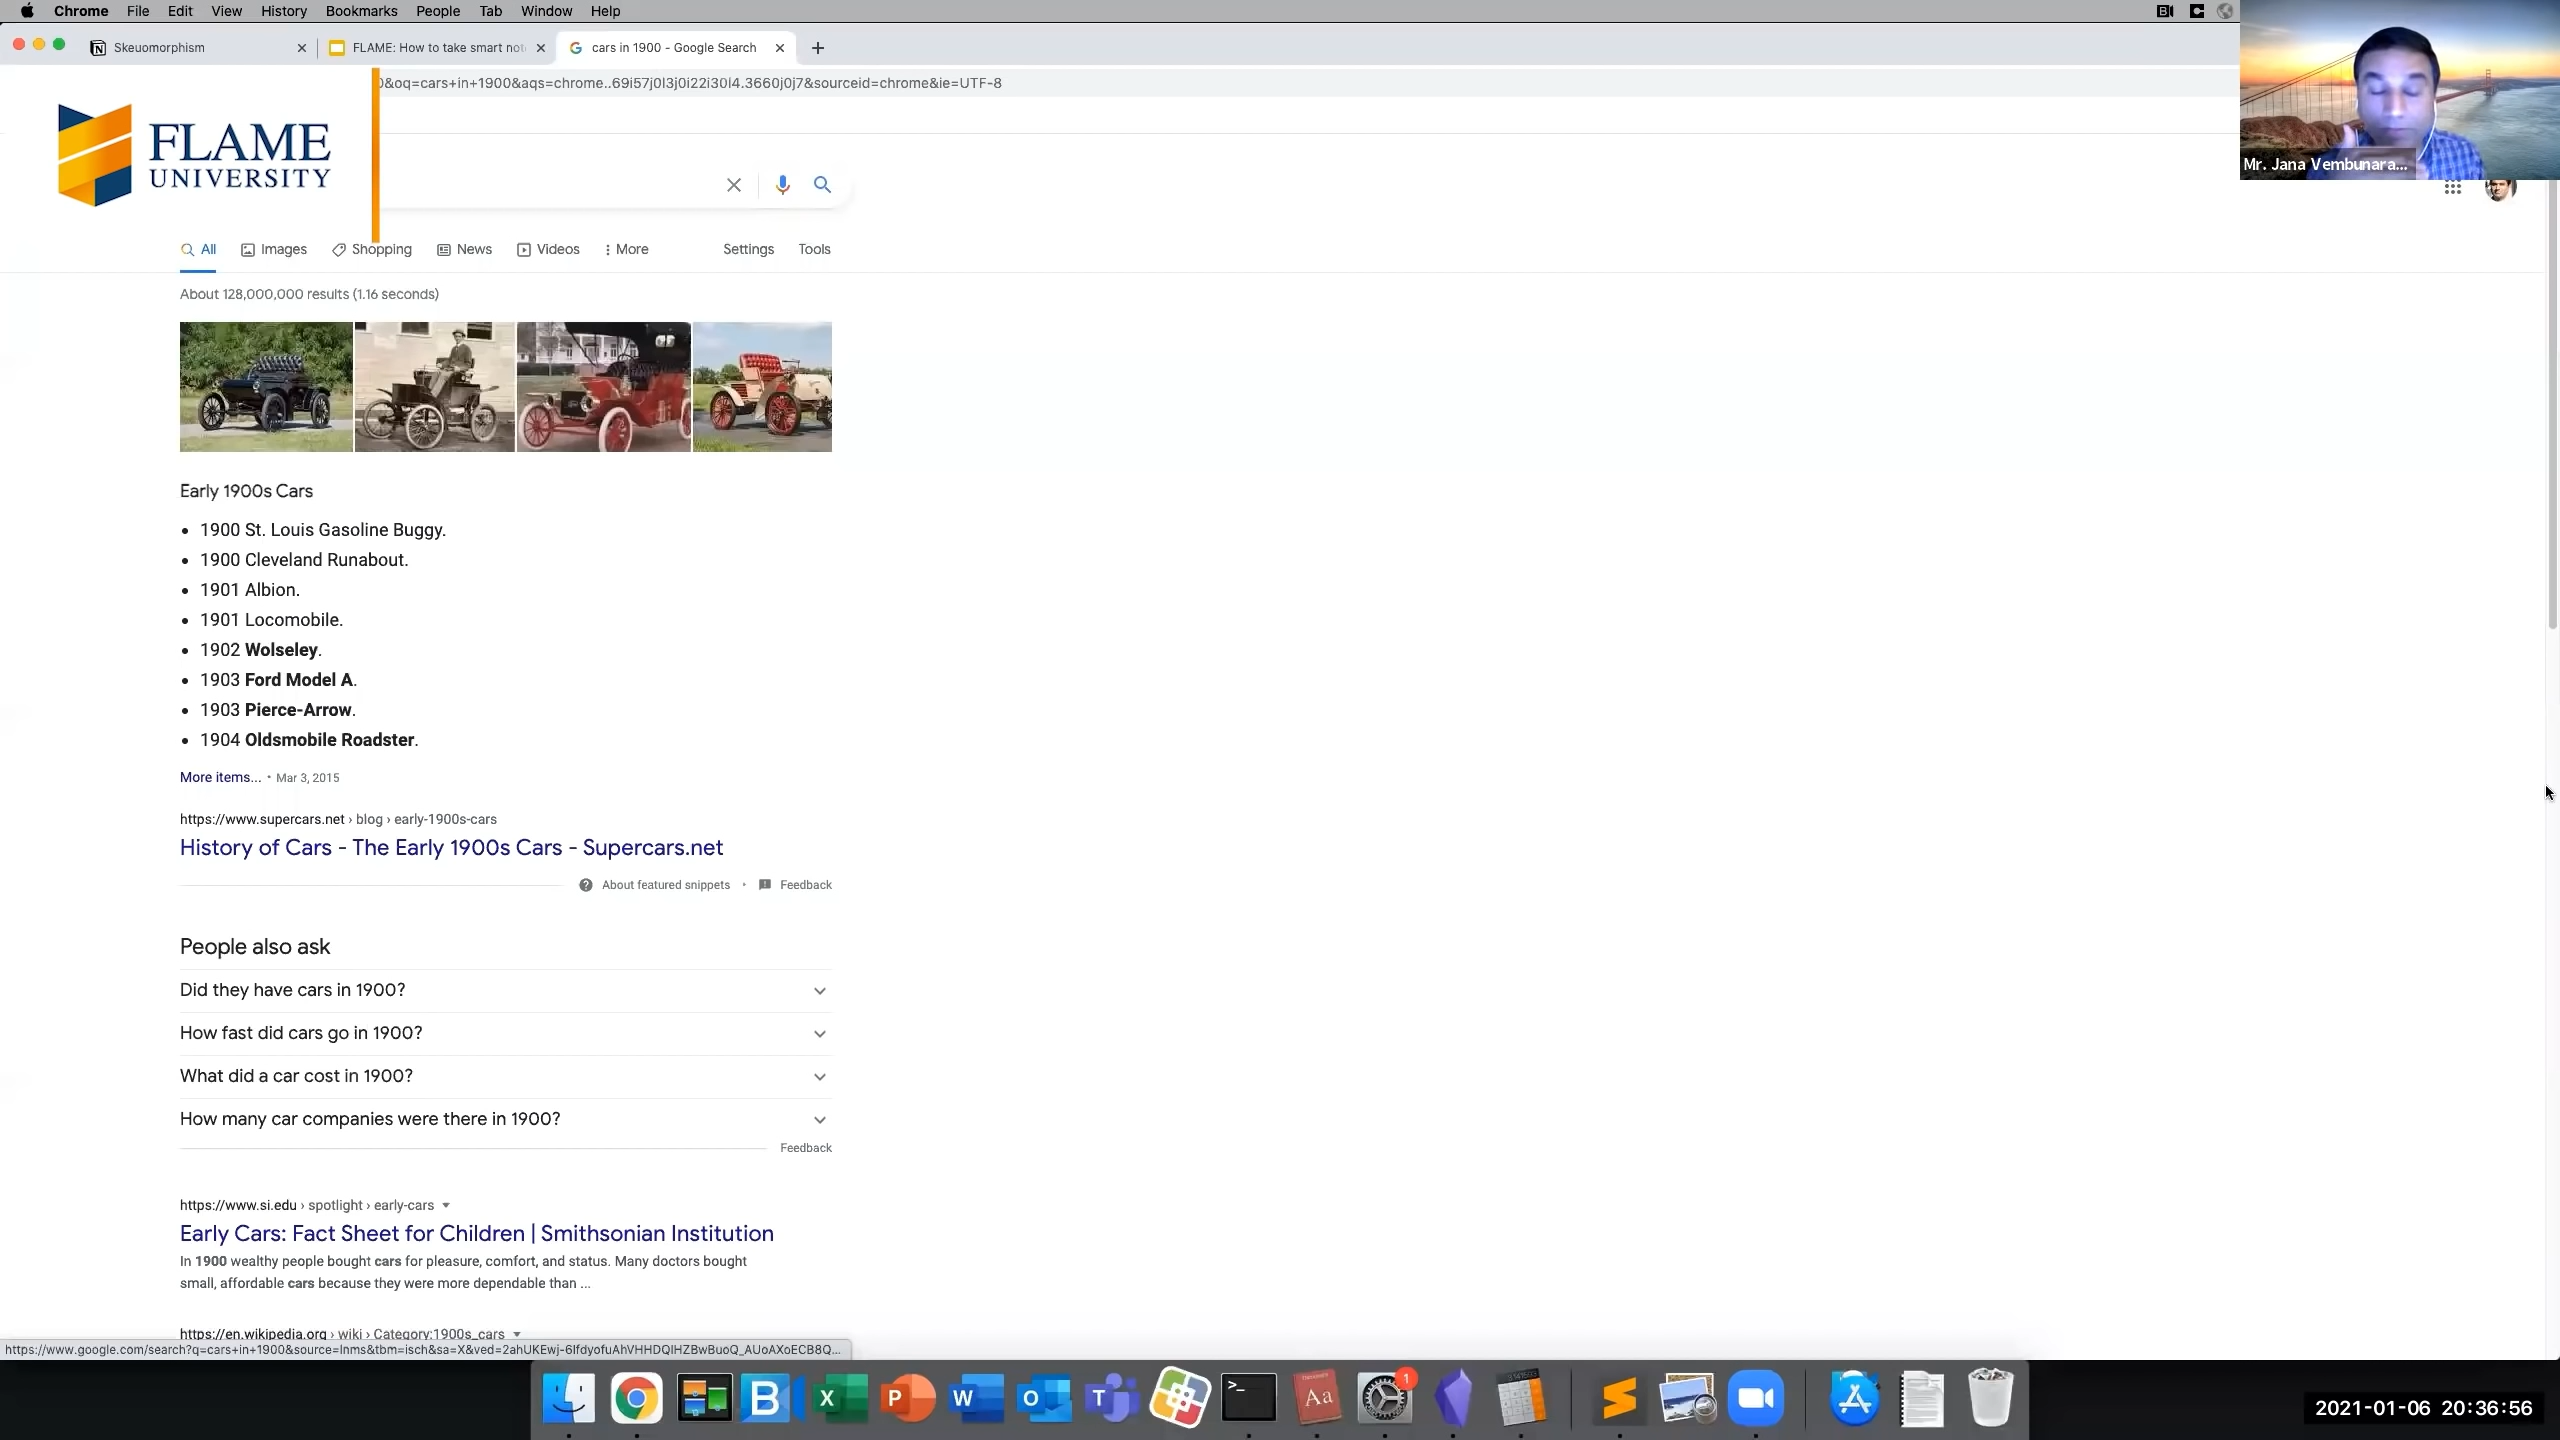 Chrome File Edit View History Bookmarks People Tab Window Help
Skeuomorphism
FLAME: How to take smart not
cars in 1900 - Google Search
0&oq=cars+in+1900&aqs=chrome..69i57j0l3j0i22i30l4.3660j0j7&sourceid=chrome&ie=UTF-8
FLAME
UNIVERSITY
Mr. Jana Vembunara...
All Images Shopping News Videos More Settings Tools
About 128,000,000 results (1.16 seconds)
Early 1900s Cars
• 1900 St. Louis Gasoline Buggy.
• 1900 Cleveland Runabout.
• 1901 Albion.
• 1901 Locomobile.
• 1902 Wolseley.
• 1903 Ford Model A.
• 1903 Pierce-Arrow.
• 1904 Oldsmobile Roadster.
More items... • Mar 3, 2015
https://www.supercars.net › blog › early-1900s-cars
History of Cars - The Early 1900s Cars - Supercars.net
About featured snippets • Feedback
People also ask
Did they have cars in 1900?
How fast did cars go in 1900?
What did a car cost in 1900?
How many car companies were there in 1900?
Feedback
https://www.si.edu › spotlight › early-cars
Early Cars: Fact Sheet for Children | Smithsonian Institution
In 1900 wealthy people bought cars for pleasure, comfort, and status. Many doctors bought
small, affordable cars because they were more dependable than ...
https://en.wikipedia.org › wiki › Category:1900s_cars
2021-01-06 20:36:56